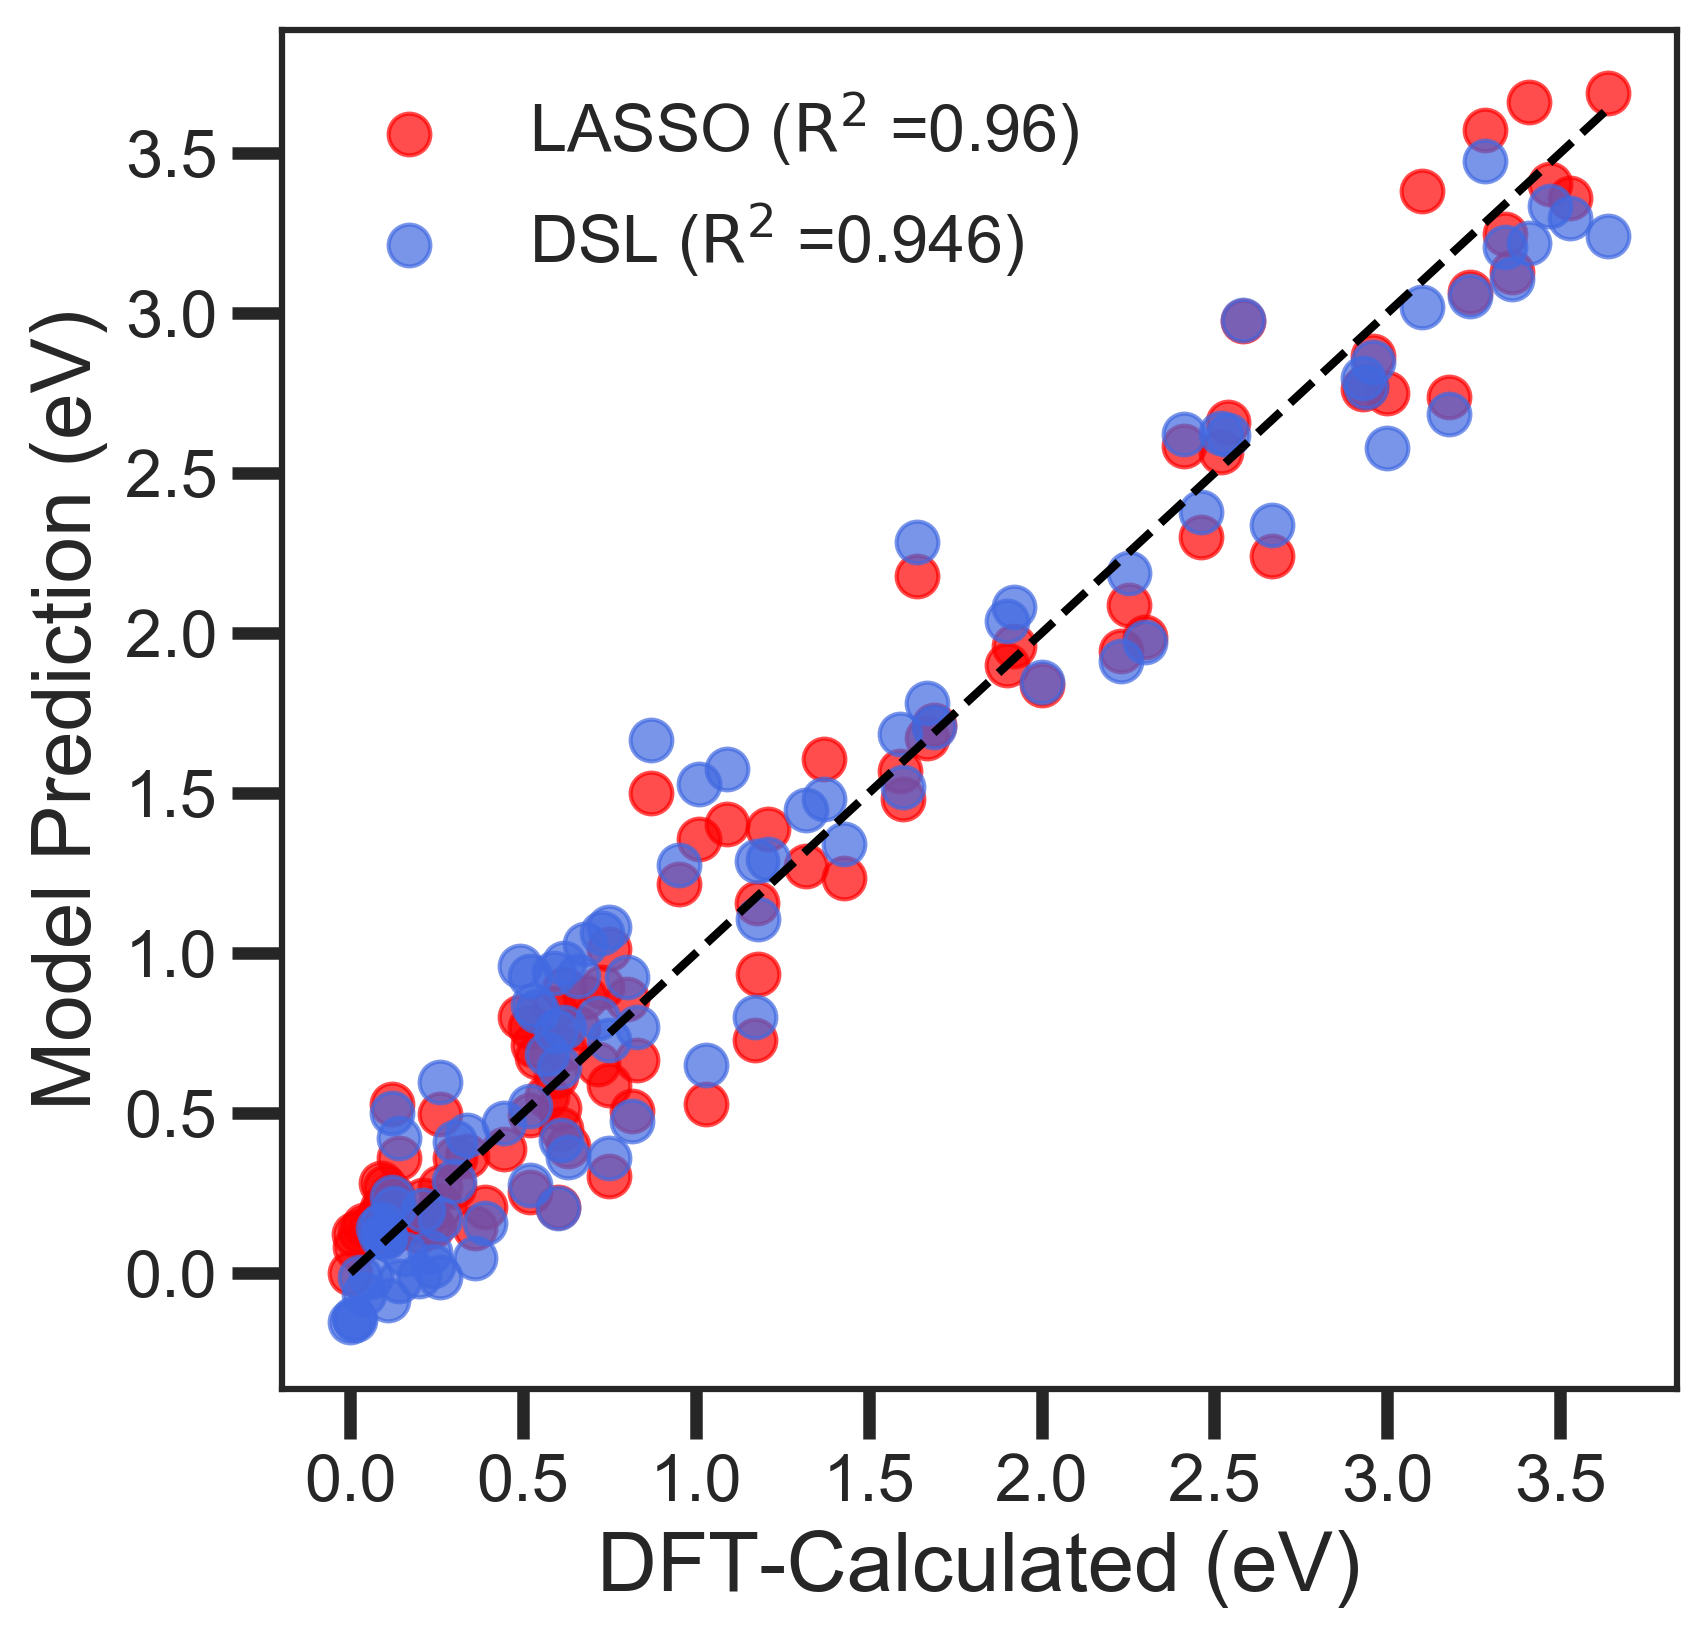 LASSO (R² =0.96)
DSL (R² =0.946)
Model Prediction (eV)
3.5
3.0
2.5
2.0
1.5
1.0
0.5
0.0
0.0 0.5 1.0 1.5 2.0 2.5 3.0 3.5
DFT-Calculated (eV)